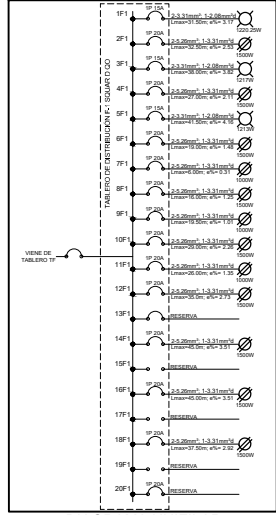 TABLERO DE DISTRIBUCIÓN F-1 SQUAR D QO
VIENE DE
TABLERO TF
1F1 1P 15A 2-3.31mm²; 1-2.08mm²d
Lmax=31.50m; e%= 3.17 1220.25W
2F1 1P 20A 2-5.26mm²; 1-3.31mm²d
Lmax=32.50m; e%= 2.53 1500W
3F1 1P 15A 2-3.31mm²; 1-2.08mm²d
Lmax=38.00m; e%= 3.82 1217W
4F1 1P 20A 2-5.26mm²; 1-3.31mm²d
Lmax=27.00m; e%= 2.11 1500W
5F1 1P 15A 2-3.31mm²; 1-2.08mm²d
Lmax=41.50m; e%= 4.16 1213W
6F1 1P 20A 2-5.26mm²; 1-3.31mm²d
Lmax=19.00m; e%= 1.48 1500W
7F1 1P 20A 2-5.26mm²; 1-3.31mm²d
Lmax=6.00m; e%= 0.31 1000W
8F1 1P 20A 2-5.26mm²; 1-3.31mm²d
Lmax=16.00m; e%= 1.25 1500W
9F1 1P 20A 2-5.26mm²; 1-3.31mm²d
Lmax=19.50m; e%= 1.01 1000W
10F1 1P 20A 2-5.26mm²; 1-3.31mm²d
Lmax=29.00m; e%= 2.26 1500W
11F1 1P 20A 2-5.26mm²; 1-3.31mm²d
Lmax=26.00m; e%= 1.35 1000W
12F1 1P 20A 2-5.26mm²; 1-3.31mm²d
Lmax=35.0m; e%= 2.73 1500W
13F1 RESERVA
14F1 1P 20A 2-5.26mm²; 1-3.31mm²d
Lmax=45.0m; e%= 3.51 1500W
15F1 RESERVA
16F1 1P 20A 2-5.26mm²; 1-3.31mm²d
Lmax=45.00m; e%= 3.51 1500W
17F1 RESERVA
18F1 1P 20A 2-5.26mm²; 1-3.31mm²d
Lmax=37.50m; e%= 2.92 1500W
19F1 RESERVA
20F1 1P 20A RESERVA